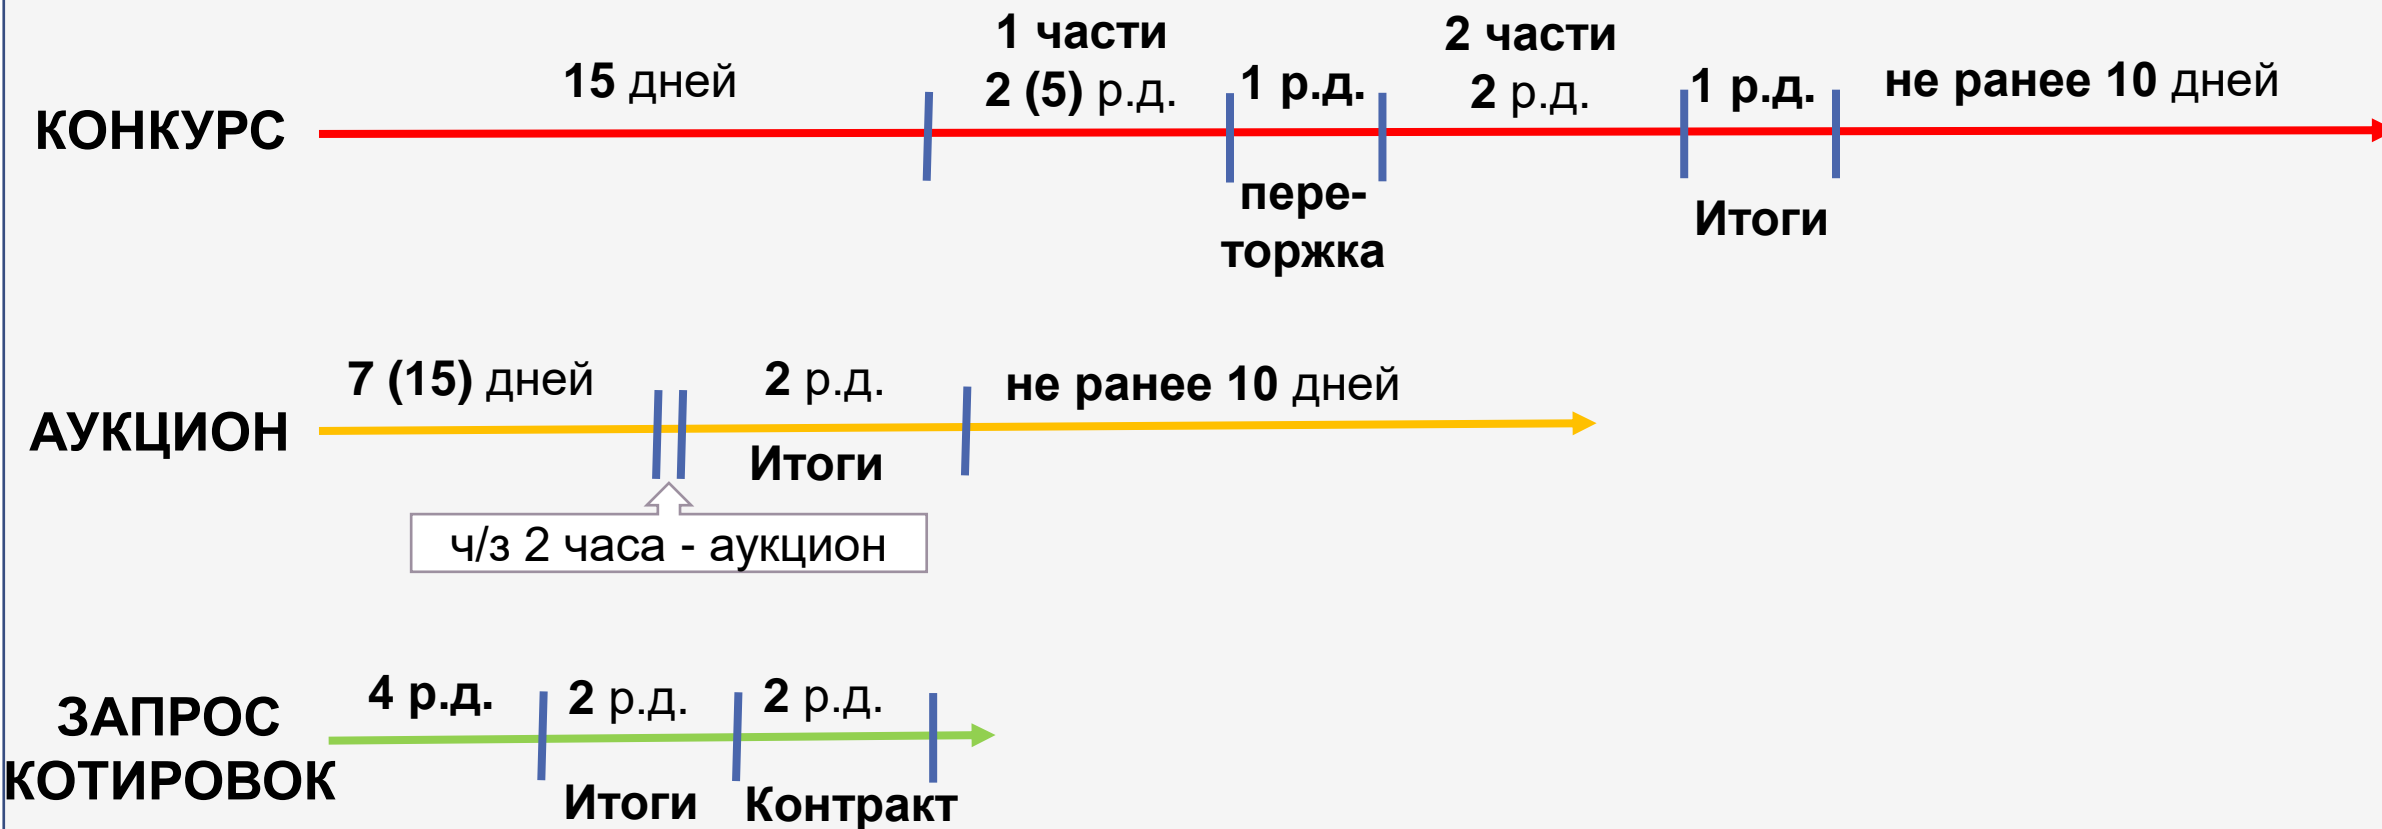 КОНКУРС
15 дней
1 части
2 (5) р.д.
1 р.д.
пере-
торжка
2 части
2 р.д.
1 р.д.
Итоги
не ранее 10 дней
АУКЦИОН
7 (15) дней
2 р.д.
Итоги
не ранее 10 дней
ч/з 2 часа - аукцион
ЗАПРОС
КОТИРОВОК
4 р.д.
2 р.д.
Итоги
2 р.д.
Контракт